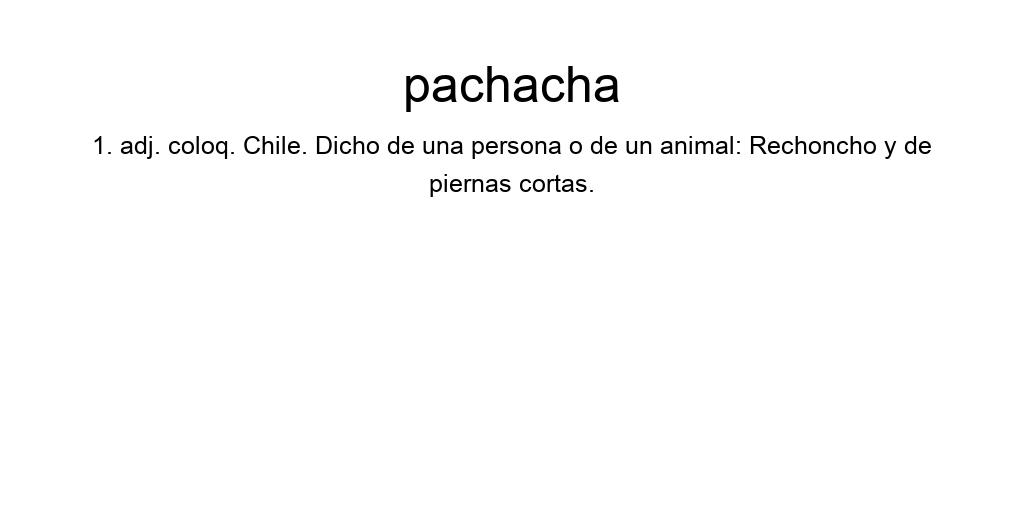 pachacha
1. adj. coloq. Chile. Dicho de una persona o de un animal: Rechoncho y de
piernas cortas.